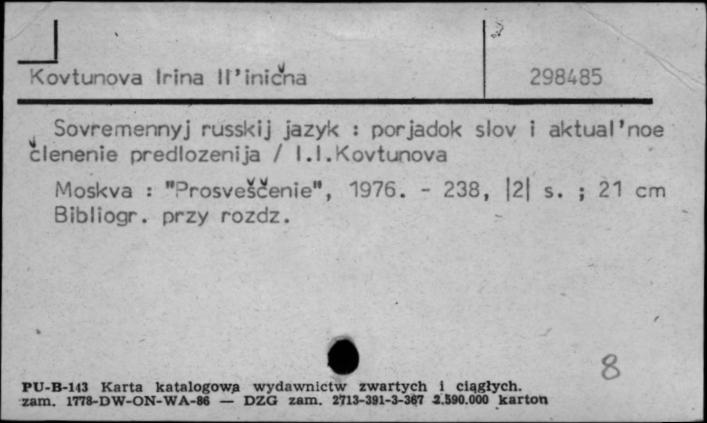 Kovtunova Irina Il'inična 298485
Sovremennyj russkij jazyk : porjadok slov i aktual'noe
členenie predlozenija / I.I.Kovtunova
Moskva : "Prosveščenie", 1976. - 238, |2| s. ; 21 cm
Bibliogr. przy rozdz.
8
PU-B-143 Karta katalogowa wydawnictw zwartych i ciągłych.
zam. 1778-DW-ON-WA-86 — DZG zam. 2713-391-3-367 2.590.000 karton